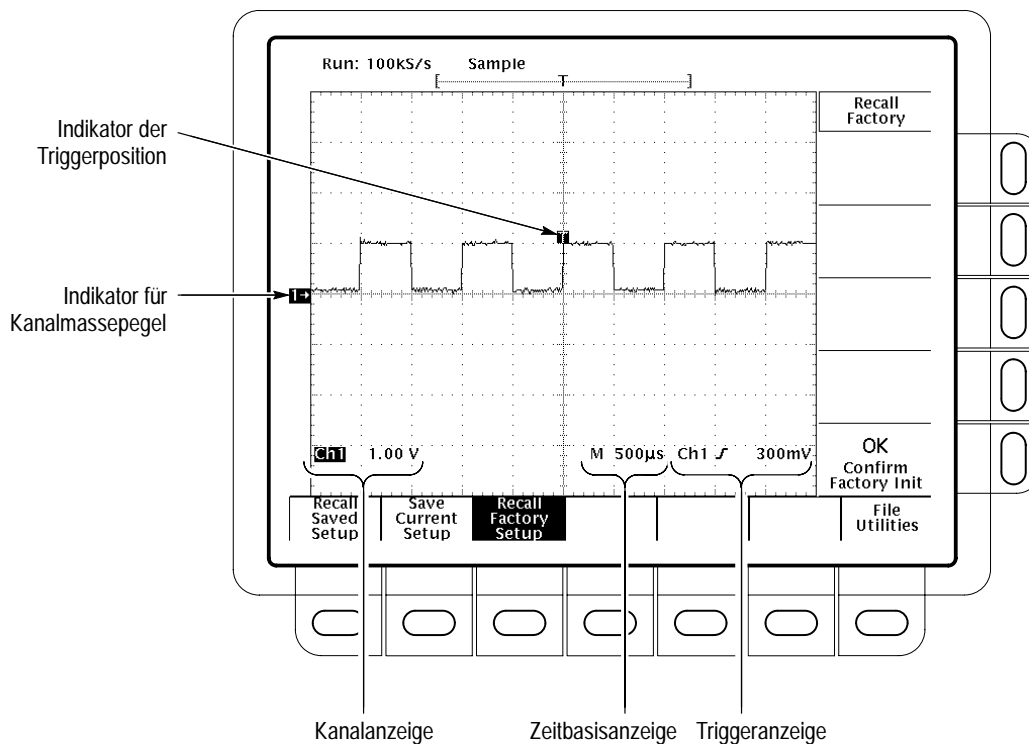 Run: 100KS/s Sample
[ T ]
Recall
Factory
Indikator der
Triggerposition
T
Indikator für
Kanalmassepegel
1→
Ch1 1.00 V M 500µs Ch1 300mV
OK
Confirm
Factory Init
Recall
Saved
Setup
Save
Current
Setup
Recall
Factory
Setup
File
Utilities
Kanalanzeige Zeitbasisanzeige Triggeranzeige